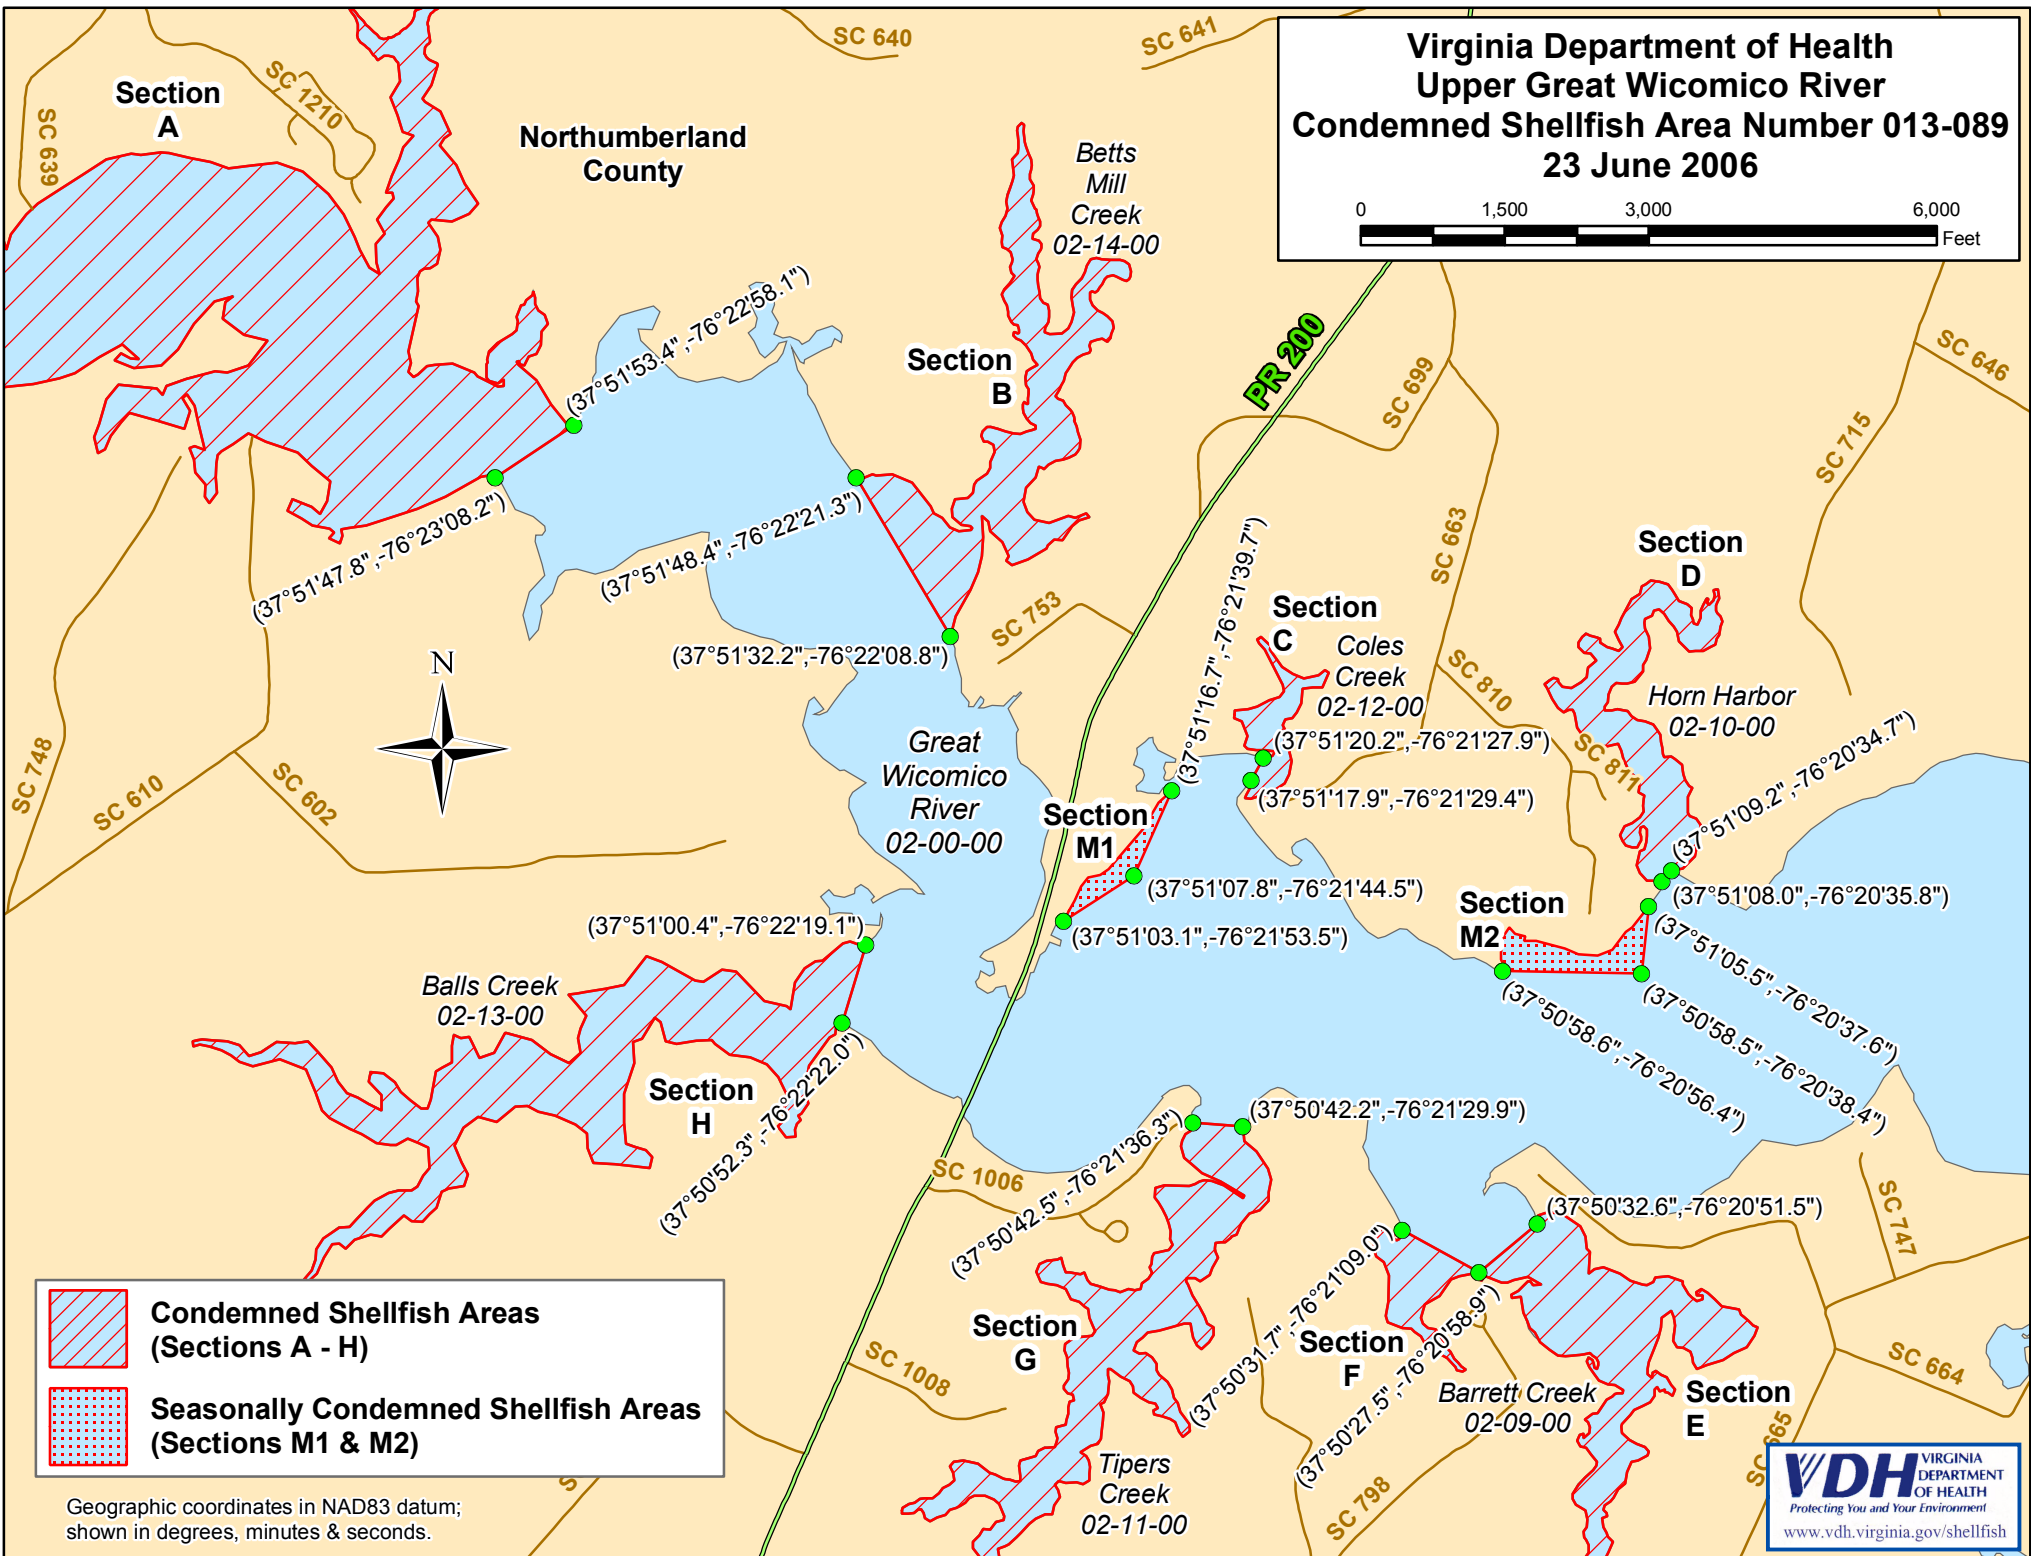 Virginia Department of Health
Upper Great Wicomico River
Condemned Shellfish Area Number 013-089
23 June 2006
0 1,500 3,000 6,000
Feet
SC 640
SC 641
Section
A
SC 1210
SC 639
Northumberland
County
Betts
Mill
Creek
02-14-00
(37°51'53.4",-76°22'58.1")
Section
B
PR 200
SC 699
SC 646
SC 715
(37°51'47.8",-76°23'08.2")
(37°51'48.4",-76°22'21.3")
SC 663
Section
D
(37°51'32.2",-76°22'08.8")
SC 753
(37°51'16.7",-76°21'39.7")
Section
C
Coles
Creek
02-12-00
SC 810
Horn Harbor
02-10-00
N
SC 748
SC 610
SC 602
Great
Wicomico
River
02-00-00
(37°51'20.2",-76°21'27.9")
(37°51'17.9",-76°21'29.4")
SC 811
(37°51'09.2",-76°20'34.7")
Section
M1
(37°51'07.8",-76°21'44.5")
(37°51'08.0",-76°20'35.8")
Section
M2
(37°51'03.1",-76°21'53.5")
(37°51'05.5",-76°20'37.6")
(37°51'00.4",-76°22'19.1")
(37°50'58.6",-76°20'56.4")
(37°50'58.5",-76°20'38.4")
Balls Creek
02-13-00
Section
H
(37°50'52.3",-76°22'22.0")
(37°50'42.2",-76°21'29.9")
(37°50'42.5",-76°21'36.3")
SC 1006
(37°50'32.6",-76°20'51.5")
SC 747
(37°50'31.7",-76°21'09.0")
(37°50'27.5",-76°20'58.9")
Section
G
Section
F
SC 1008
Barrett Creek
02-09-00
Section
E
SC 664
SC 665
SC 798
Tipers
Creek
02-11-00
Condemned Shellfish Areas
(Sections A - H)
Seasonally Condemned Shellfish Areas
(Sections M1 & M2)
Geographic coordinates in NAD83 datum;
shown in degrees, minutes & seconds.
VDH VIRGINIA
DEPARTMENT
OF HEALTH
Protecting You and Your Environment
www.vdh.virginia.gov/shellfish